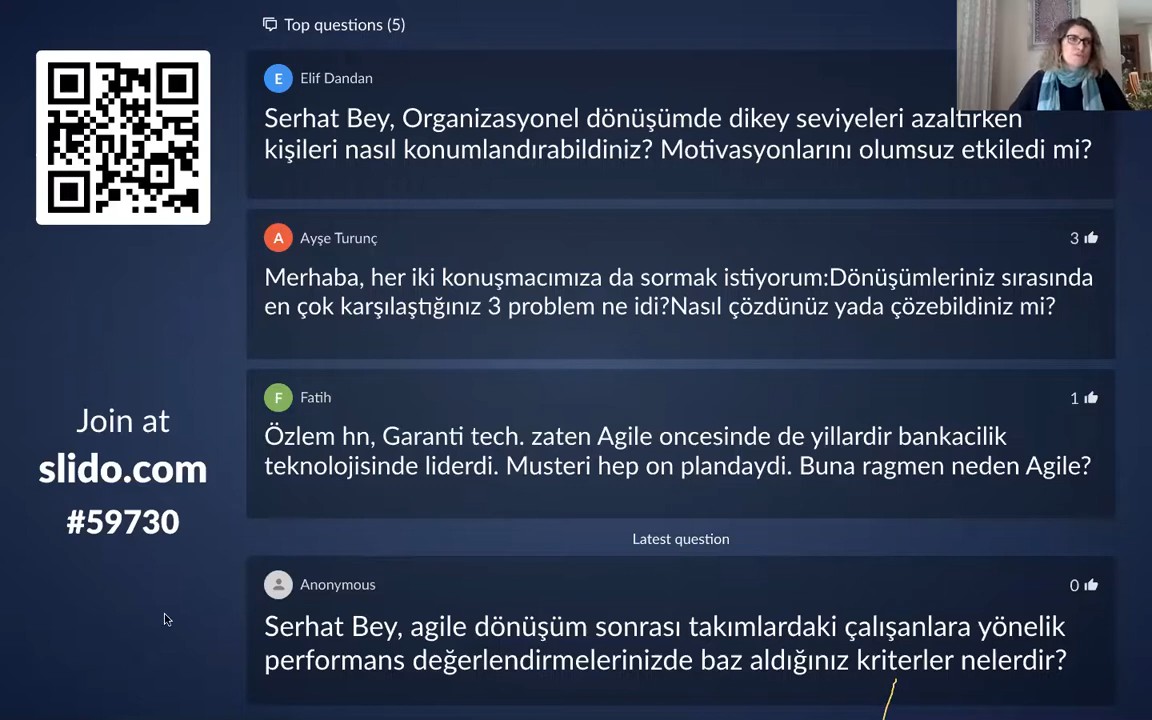 Top questions (5)
E Elif Dandan
Serhat Bey, Organizasyonel dönüşümde dikey seviyeleri azaltırken
kişileri nasıl konumlandırabildiniz? Motivasyonlarını olumsuz etkiledi mi?
A Ayşe Turunç 3
Merhaba, her iki konuşmacımıza da sormak istiyorum:Dönüşümleriniz sırasında
en çok karşılaştığınız 3 problem ne idi?Nasıl çözdünüz yada çözebildiniz mi?
F Fatih 1
Özlem hn, Garanti tech. zaten Agile oncesinde de yillardir bankacilik
teknolojisinde liderdi. Musteri hep on plandaydi. Buna ragmen neden Agile?
Latest question
Anonymous 0
Serhat Bey, agile dönüşüm sonrası takımlardaki çalışanlara yönelik
performans değerlendirmelerinizde baz aldığınız kriterler nelerdir?
Join at
slido.com
#59730